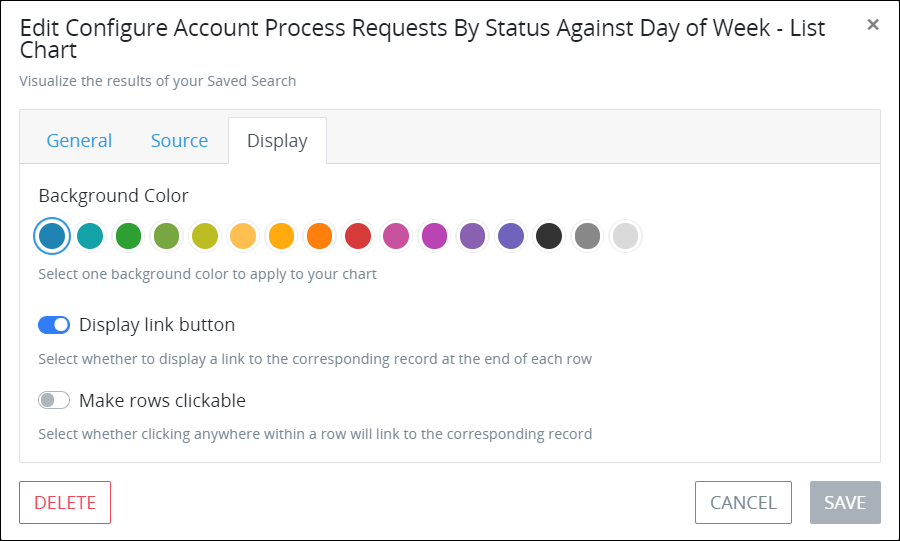 Edit Configure Account Process Requests By Status Against Day of Week - List
Chart
×
Visualize the results of your Saved Search
General Source Display
Background Color
Select one background color to apply to your chart
Display link button
Select whether to display a link to the corresponding record at the end of each row
Make rows clickable
Select whether clicking anywhere within a row will link to the corresponding record
DELETE CANCEL SAVE